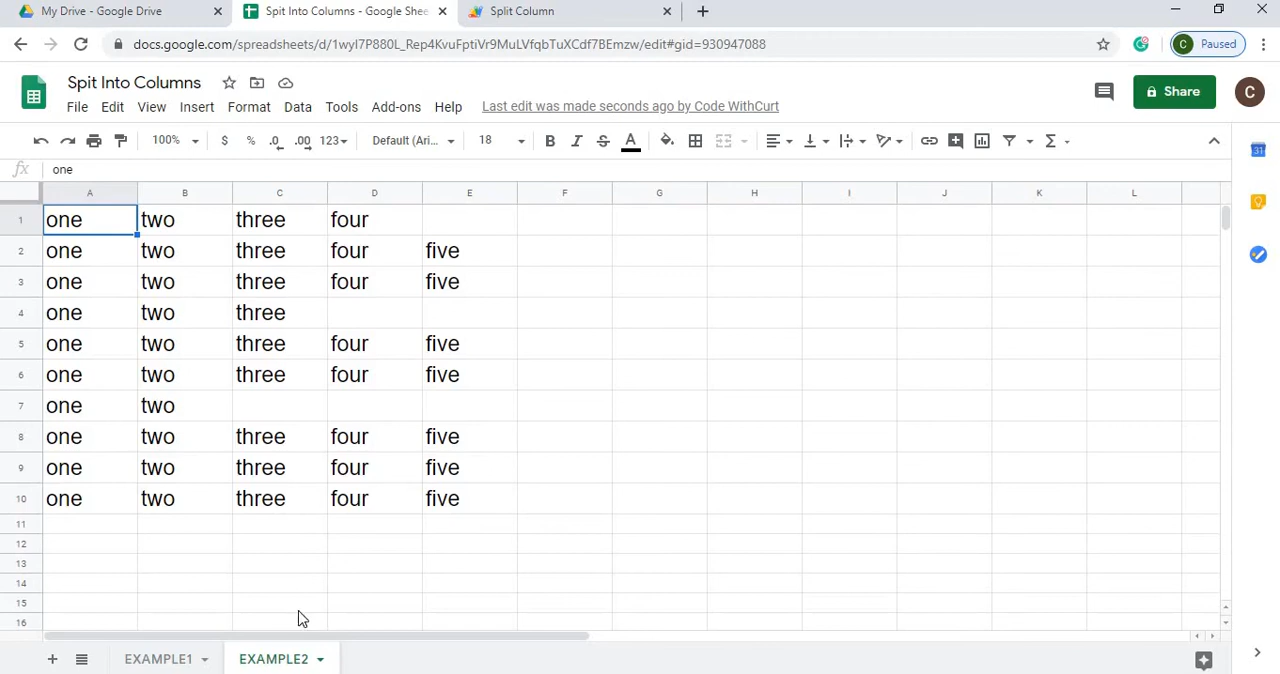 My Drive - Google Drive
Spit Into Columns - Google Shee
Split Column
docs.google.com/spreadsheets/d/1wyI7P880L_Rep4KvuFptiVr9MuLVfqbTuXCdf7BEmzw/edit#gid=930947088
C Paused
Spit Into Columns
Share
C
File Edit View Insert Format Data Tools Add-ons Help Last edit was made seconds ago by Code WithCurt
100% $ % .0 .00 123 Default (Ari... 18 B I S A
31
fx one
A B C D E F G H I J K L
1 one two three four
2 one two three four five
3 one two three four five
4 one two three
5 one two three four five
6 one two three four five
7 one two
8 one two three four five
9 one two three four five
10 one two three four five
11
12
13
14
15
16
EXAMPLE1 EXAMPLE2